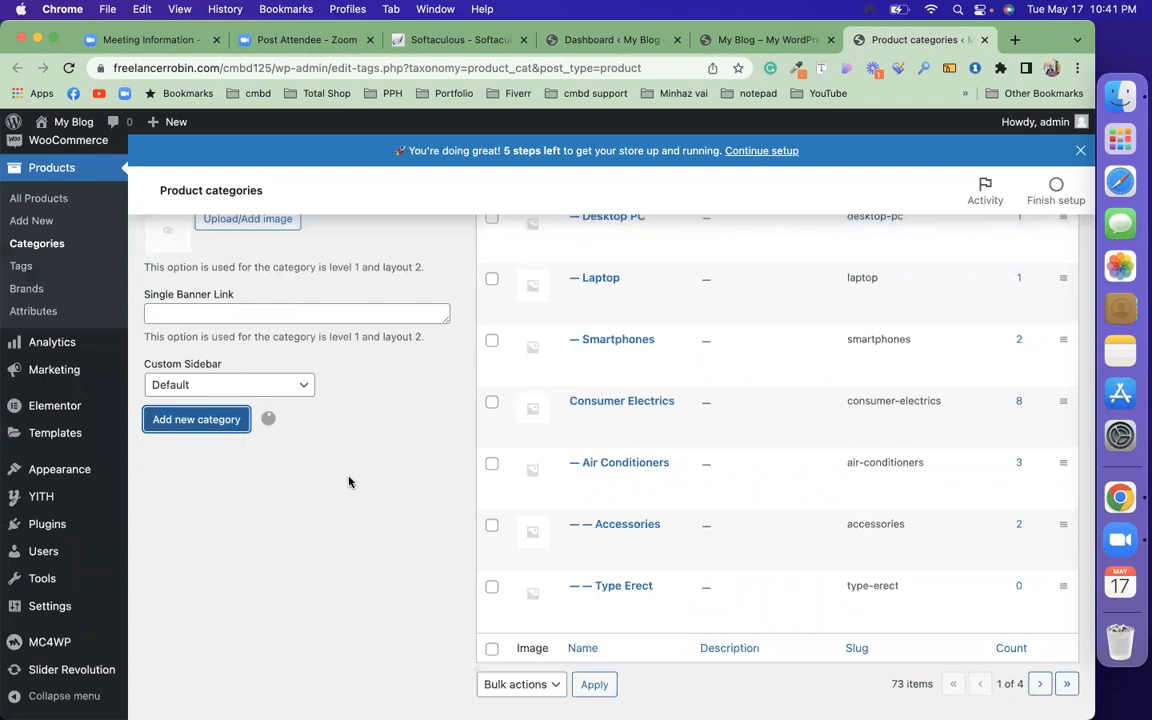 Chrome File Edit View History Bookmarks Profiles Tab Window Help Tue May 17 10:41 PM
Meeting Information - Post Attendee - Zoom Softaculous - Softacul Dashboard ‹ My Blog - My Blog – My WordPre Product categories ‹ M
freelancerrobin.com/cmbd125/wp-admin/edit-tags.php?taxonomy=product_cat&post_type=product
Apps Bookmarks cmbd Total Shop PPH Portfolio Fiverr cmbd support Minhaz vai notepad YouTube » Other Bookmarks
My Blog 0 + New Howdy, admin
WooCommerce
Products
All Products
Add New
Categories
Tags
Brands
Attributes
Analytics
Marketing
Elementor
Templates
Appearance
YITH
Plugins
Users
Tools
Settings
MC4WP
Slider Revolution
Collapse menu
You're doing great! 5 steps left to get your store up and running. Continue setup
Product categories
Activity
Finish setup
Upload/Add image
This option is used for the category is level 1 and layout 2.
Single Banner Link
This option is used for the category is level 1 and layout 2.
Custom Sidebar
Default
Add new category
— Desktop PC — desktop-pc 1
— Laptop — laptop 1
— Smartphones — smartphones 2
Consumer Electrics — consumer-electrics 8
— Air Conditioners — air-conditioners 3
— — Accessories — accessories 2
— — Type Erect — type-erect 0
Image Name Description Slug Count
Bulk actions Apply 73 items « ‹ 1 of 4 › »
MAY
17